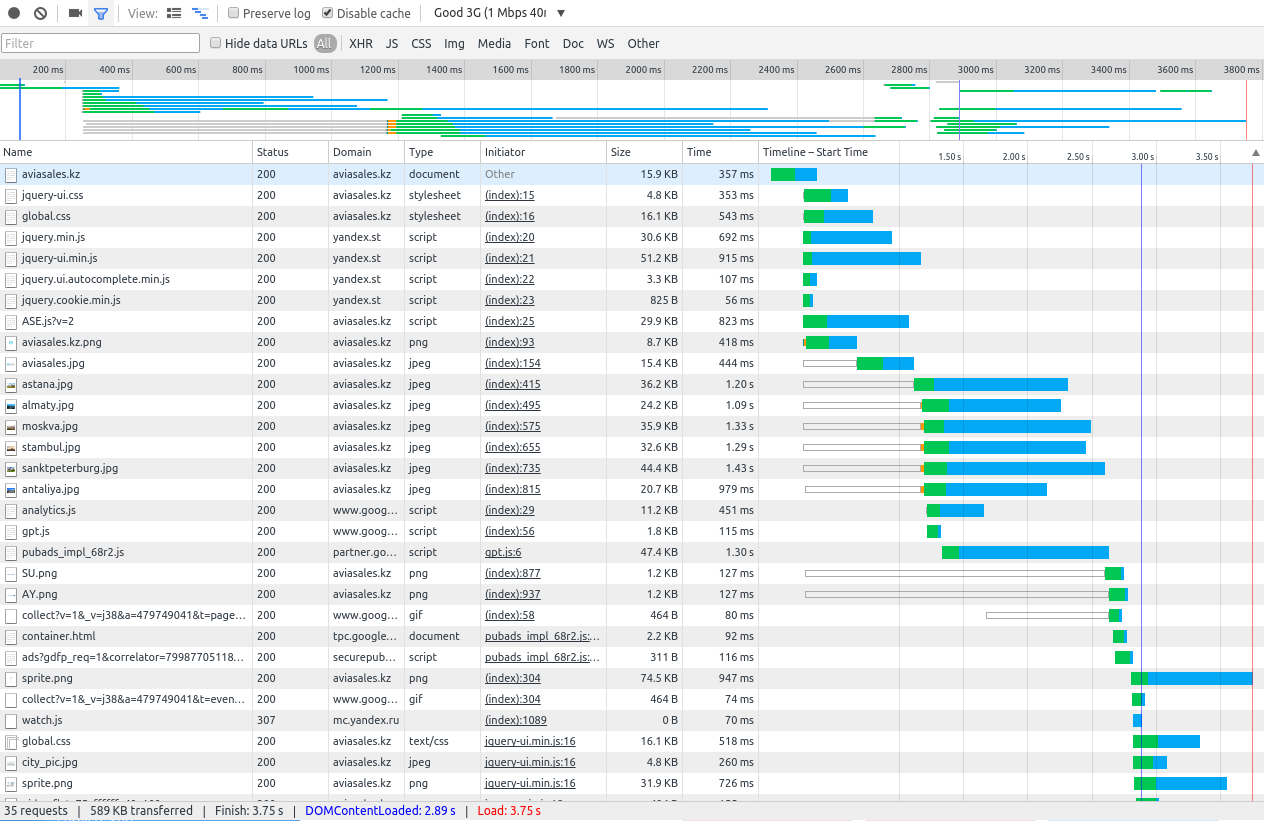 View: Preserve log Disable cache Good 3G (1 Mbps 40
Filter Hide data URLs All XHR JS CSS Img Media Font Doc WS Other
200 ms 400 ms 600 ms 800 ms 1000 ms 1200 ms 1400 ms 1600 ms 1800 ms 2000 ms 2200 ms 2400 ms 2600 ms 2800 ms 3000 ms 3200 ms 3400 ms 3600 ms 3800 ms
Name Status Domain Type Initiator Size Time Timeline – Start Time 1.50 s 2.00 s 2.50 s 3.00 s 3.50 s
aviasales.kz 200 aviasales.kz document Other 15.9 KB 357 ms
jquery-ui.css 200 aviasales.kz stylesheet (index):15 4.8 KB 353 ms
global.css 200 aviasales.kz stylesheet (index):16 16.1 KB 543 ms
jquery.min.js 200 yandex.st script (index):20 30.6 KB 692 ms
jquery-ui.min.js 200 yandex.st script (index):21 51.2 KB 915 ms
jquery.ui.autocomplete.min.js 200 yandex.st script (index):22 3.3 KB 107 ms
jquery.cookie.min.js 200 yandex.st script (index):23 825 B 56 ms
ASE.js?v=2 200 aviasales.kz script (index):25 29.9 KB 823 ms
aviasales.kz.png 200 aviasales.kz png (index):93 8.7 KB 418 ms
aviasales.jpg 200 aviasales.kz jpeg (index):154 15.4 KB 444 ms
astana.jpg 200 aviasales.kz jpeg (index):415 36.2 KB 1.20 s
almaty.jpg 200 aviasales.kz jpeg (index):495 24.2 KB 1.09 s
moskva.jpg 200 aviasales.kz jpeg (index):575 35.9 KB 1.33 s
stambul.jpg 200 aviasales.kz jpeg (index):655 32.6 KB 1.29 s
sanktpeterburg.jpg 200 aviasales.kz jpeg (index):735 44.4 KB 1.43 s
antaliya.jpg 200 aviasales.kz jpeg (index):815 20.7 KB 979 ms
analytics.js 200 www.goog... script (index):29 11.2 KB 451 ms
gpt.js 200 www.goog... script (index):56 1.8 KB 115 ms
pubads_impl_68r2.js 200 partner.go... script gpt.js:6 47.4 KB 1.30 s
SU.png 200 aviasales.kz png (index):877 1.2 KB 127 ms
AY.png 200 aviasales.kz png (index):937 1.2 KB 127 ms
collect?v=1&_v=j38&a=479749041&t=page... 200 www.goog... gif (index):58 464 B 80 ms
container.html 200 tpc.google... document pubads_impl_68r2.js:... 2.2 KB 92 ms
ads?gdfp_req=1&correlator=79987705118... 200 securepub... script pubads_impl_68r2.js:... 311 B 116 ms
sprite.png 200 aviasales.kz png (index):304 74.5 KB 947 ms
collect?v=1&_v=j38&a=479749041&t=even... 200 www.goog... gif (index):304 464 B 74 ms
watch.js 307 mc.yandex.ru (index):1089 0 B 70 ms
global.css 200 aviasales.kz text/css jquery-ui.min.js:16 16.1 KB 518 ms
city_pic.jpg 200 aviasales.kz jpeg jquery-ui.min.js:16 4.8 KB 260 ms
sprite.png 200 aviasales.kz png jquery-ui.min.js:16 31.9 KB 726 ms
35 requests | 589 KB transferred | Finish: 3.75 s | DOMContentLoaded: 2.89 s | Load: 3.75 s